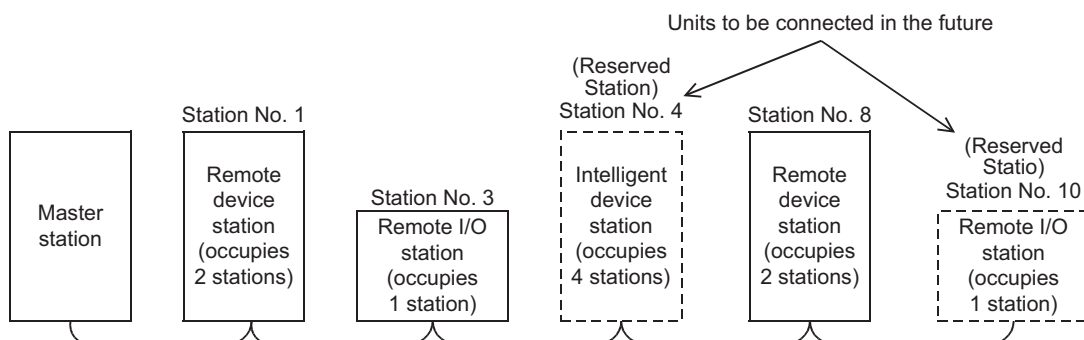 Units to be connected in the future
Master
station
Station No. 1
Remote
device
station
(occupies
2 stations)
Station No. 3
Remote I/O
station
(occupies
1 station)
(Reserved
Station)
Station No. 4
Intelligent
device
station
(occupies
4 stations)
Station No. 8
Remote
device
station
(occupies
2 stations)
(Reserved
Statio)
Station No. 10
Remote I/O
station
(occupies
1 station)